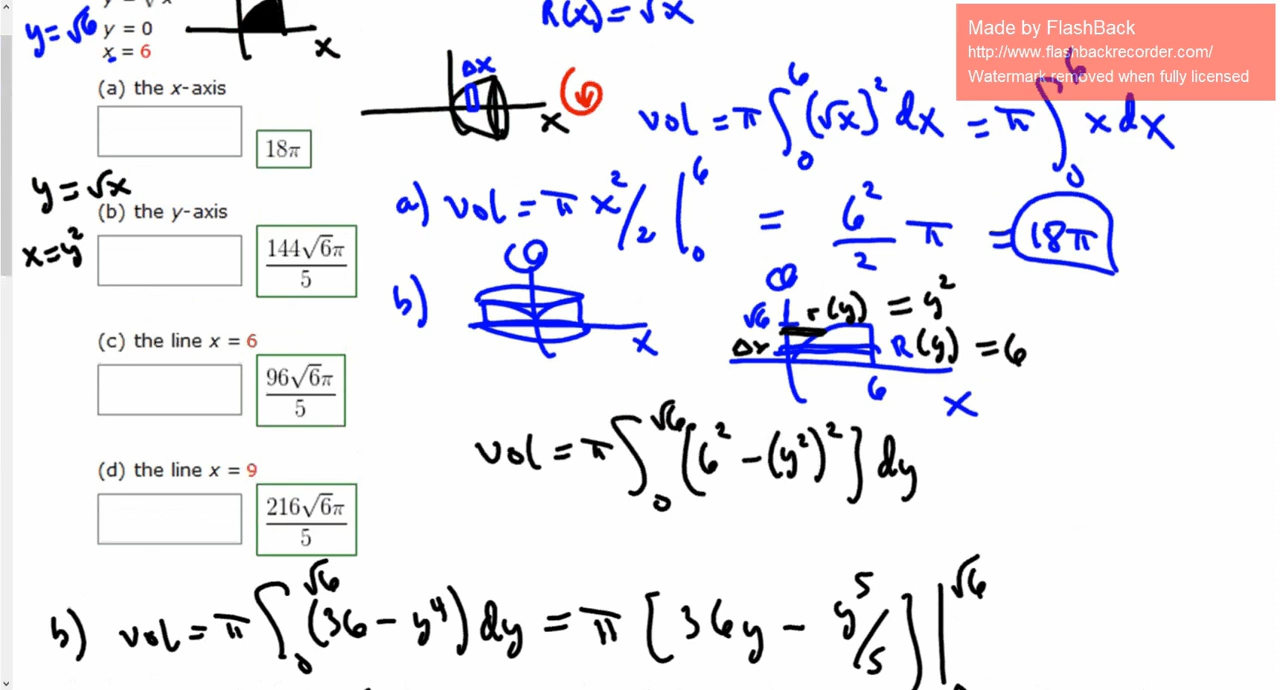 y = √x
R(x) = √x
y = √6
y = 0
x = 6
x
Made by FlashBack
http://www.flashbackrecorder.com/
Watermark removed when fully licensed
(a) the x-axis
18π
Δx
x
vol = π ∫₀⁶ (√x)² dx = π ∫₀⁶ x dx
y = √x
x = y²
a) vol = π x²/2 |₀⁶ = 6²/2 π = 18π
(b) the y-axis
144√6π/5
b)
x
√6
r(y) = y²
R(y) = 6
6
x
(c) the line x = 6
96√6π/5
vol = π ∫₀^√6 [6² - (y²)²] dy
(d) the line x = 9
216√6π/5
b) vol = π ∫₀^√6 (36 - y⁴) dy = π [36y - y⁵/5] |₀^√6